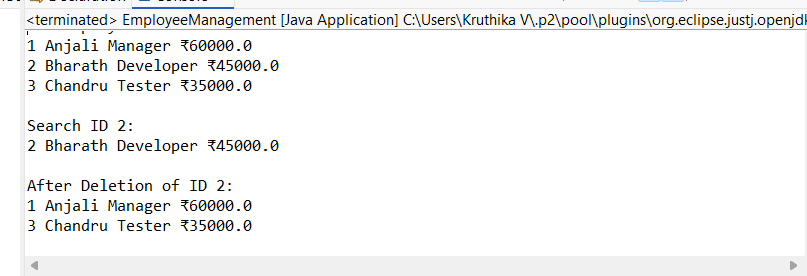 <terminated> EmployeeManagement [Java Application] C:\Users\Kruthika V\.p2\pool\plugins\org.eclipse.justj.openjdk
1 Anjali Manager ₹60000.0
2 Bharath Developer ₹45000.0
3 Chandru Tester ₹35000.0
Search ID 2:
2 Bharath Developer ₹45000.0
After Deletion of ID 2:
1 Anjali Manager ₹60000.0
3 Chandru Tester ₹35000.0